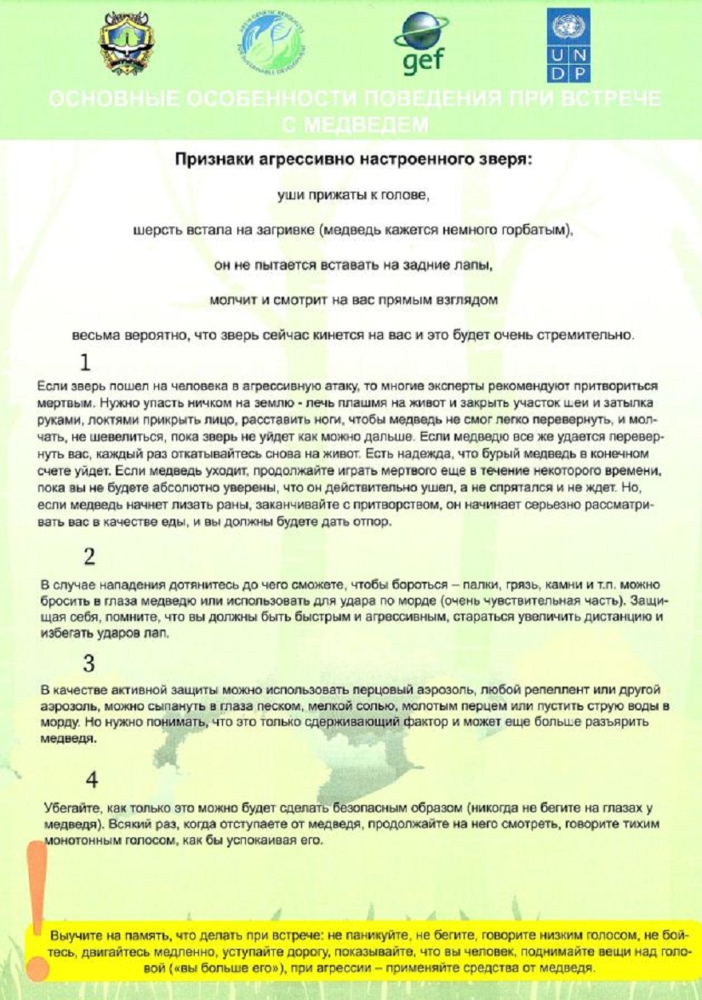 gef
U N
D P
ОСНОВНЫЕ ОСОБЕННОСТИ ПОВЕДЕНИЯ ПРИ ВСТРЕЧЕ
С МЕДВЕДЕМ
Признаки агрессивно настроенного зверя:
уши прижаты к голове,
шерсть встала на загривке (медведь кажется немного горбатым),
он не пытается вставать на задние лапы,
молчит и смотрит на вас прямым взглядом
весьма вероятно, что зверь сейчас кинется на вас и это будет очень стремительно.
1
Если зверь пошел на человека в агрессивную атаку, то многие эксперты рекомендуют притвориться
мертвым. Нужно упасть ничком на землю - лечь плашмя на живот и закрыть участок шеи и затылка
руками, локтями прикрыть лицо, расставить ноги, чтобы медведь не смог легко перевернуть, и мол-
чать, не шевелиться, пока зверь не уйдет как можно дальше. Если медведю все же удается перевер-
нуть вас, каждый раз откатывайтесь снова на живот. Есть надежда, что бурый медведь в конечном
счете уйдет. Если медведь уходит, продолжайте играть мертвого еще в течение некоторого времени,
пока вы не будете абсолютно уверены, что он действительно ушел, а не спрятался и не ждет. Но,
если медведь начнет лизать раны, заканчивайте с притворством, он начинает серьезно рассматри-
вать вас в качестве еды, и вы должны будете дать отпор.
2
В случае нападения дотянитесь до чего сможете, чтобы бороться – палки, грязь, камни и т.п. можно
бросить в глаза медведю или использовать для удара по морде (очень чувствительная часть). Защи-
щая себя, помните, что вы должны быть быстрым и агрессивным, стараться увеличить дистанцию и
избегать ударов лап.
3
В качестве активной защиты можно использовать перцовый аэрозоль, любой репеллент или другой
аэрозоль, можно сыпануть в глаза песком, мелкой солью, молотым перцем или пустить струю воды в
морду. Но нужно понимать, что это только сдерживающий фактор и может еще больше разъярить
медведя.
4
Убегайте, как только это можно будет сделать безопасным образом (никогда не бегите на глазах у
медведя). Всякий раз, когда отступаете от медведя, продолжайте на него смотреть, говорите тихим
монотонным голосом, как бы успокаивая его.
!
Выучите на память, что делать при встрече: не паникуйте, не бегите, говорите низким голосом, не бой-
тесь, двигайтесь медленно, уступайте дорогу, показывайте, что вы человек, поднимайте вещи над голо-
вой («вы больше его»), при агрессии – применяйте средства от медведя.